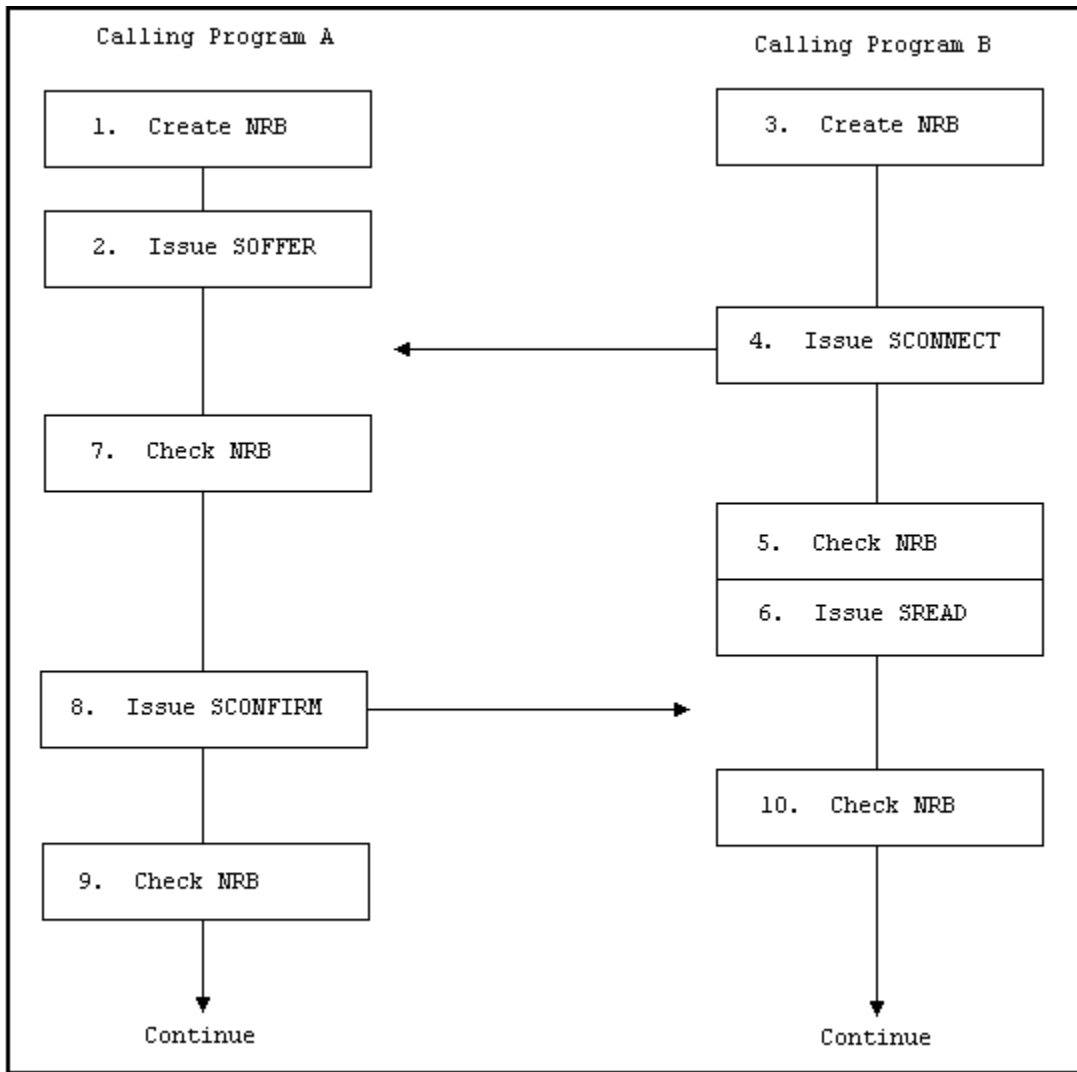 Calling Program A
Calling Program B
1. Create NRB
3. Create NRB
2. Issue SOFFER
4. Issue SCONNECT
7. Check NRB
5. Check NRB
6. Issue SREAD
8. Issue SCONFIRM
10. Check NRB
9. Check NRB
Continue
Continue